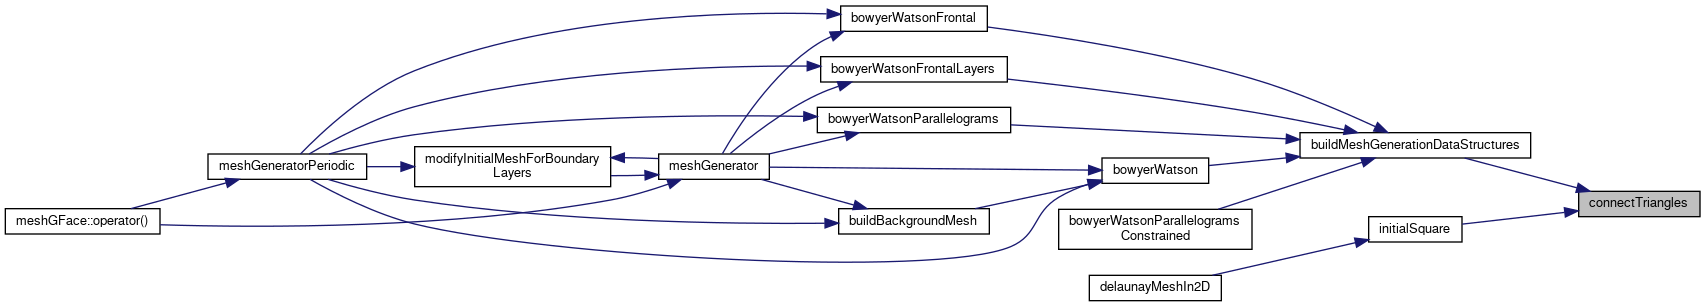 bowyerWatsonFrontal
bowyerWatsonFrontalLayers
bowyerWatsonParallelograms
buildMeshGenerationDataStructures
modifyInitialMeshForBoundary
Layers
meshGeneratorPeriodic
meshGenerator
bowyerWatson
connectTriangles
meshGFace::operator()
buildBackgroundMesh
bowyerWatsonParallelograms
Constrained
initialSquare
delaunayMeshIn2D